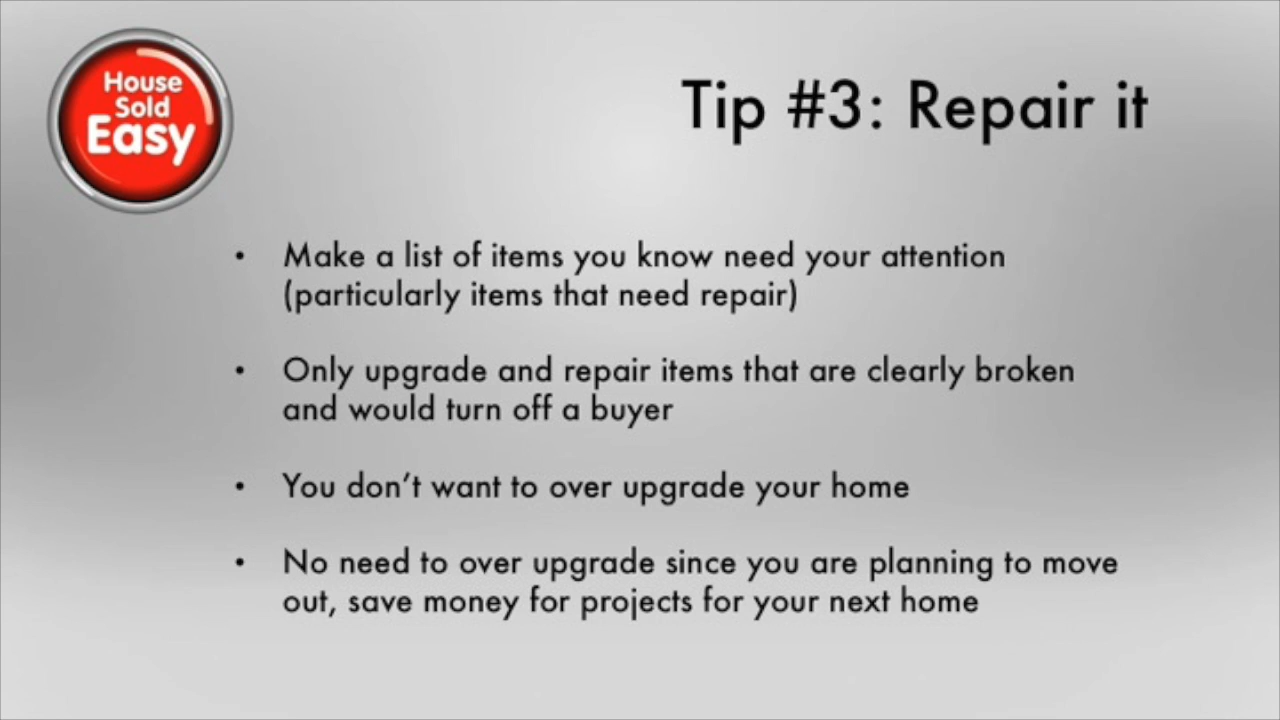 House
Sold
Easy
Tip #3: Repair it
• Make a list of items you know need your attention
(particularly items that need repair)
• Only upgrade and repair items that are clearly broken
and would turn off a buyer
• You don’t want to over upgrade your home
• No need to over upgrade since you are planning to move
out, save money for projects for your next home